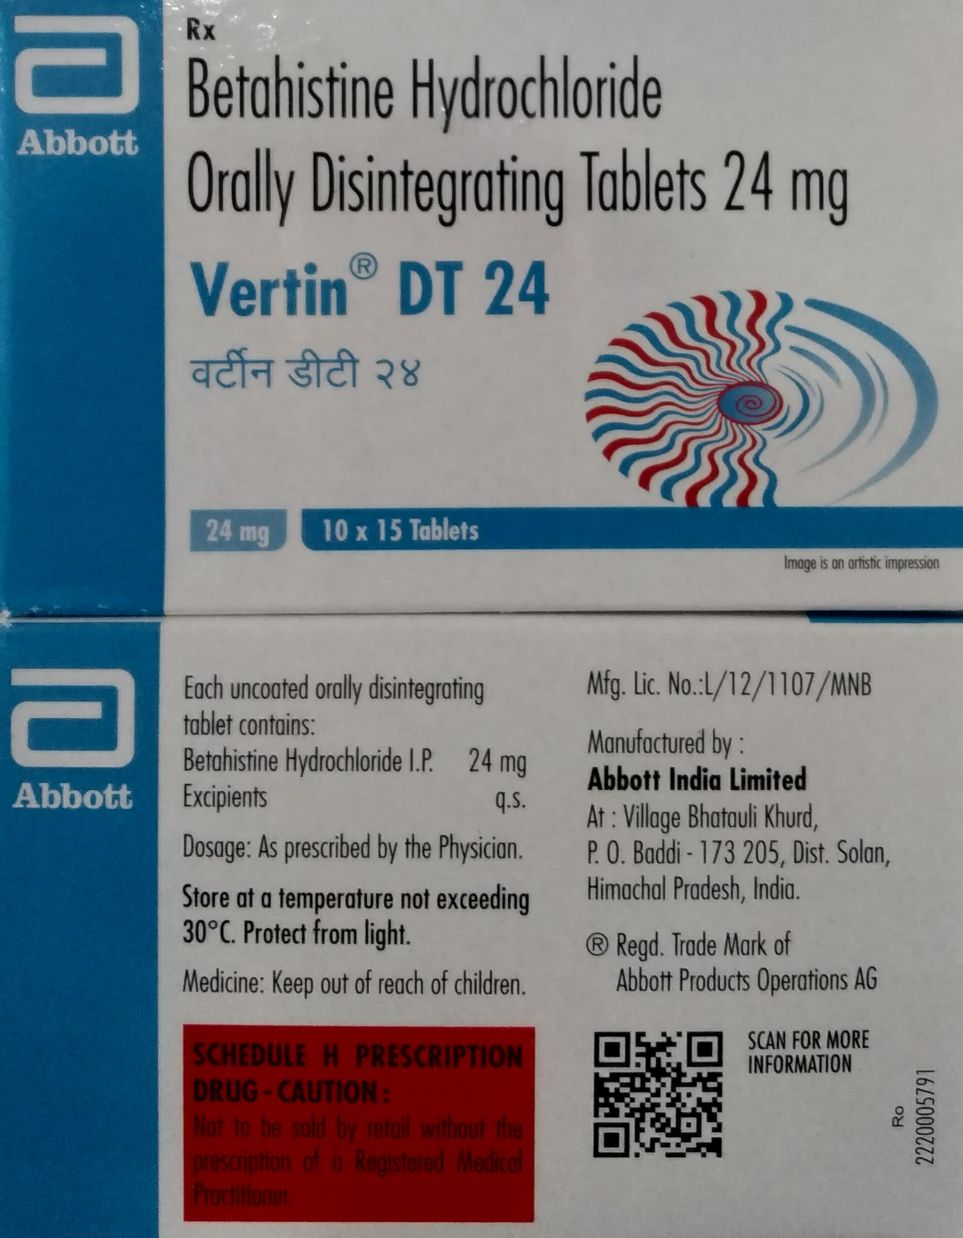 Abbott
Rx
Betahistine Hydrochloride
Orally Disintegrating Tablets 24 mg
Vertin® DT 24
वर्टीन डीटी २४
24 mg
10 x 15 Tablets
Image is an artistic impression
Abbott
Each uncoated orally disintegrating
tablet contains:
Betahistine Hydrochloride I.P. 24 mg
Excipients q.s.
Dosage: As prescribed by the Physician.
Store at a temperature not exceeding
30°C. Protect from light.
Medicine: Keep out of reach of children.
SCHEDULE H PRESCRIPTION
DRUG - CAUTION :
Not to be sold by retail without the
prescription of a Registered Medical
Practitioner.
Mfg. Lic. No.:L/12/1107/MNB
Manufactured by :
Abbott India Limited
At : Village Bhatauli Khurd,
P. O. Baddi - 173 205, Dist. Solan,
Himachal Pradesh, India.
® Regd. Trade Mark of
Abbott Products Operations AG
SCAN FOR MORE
INFORMATION
Ro
2220005791